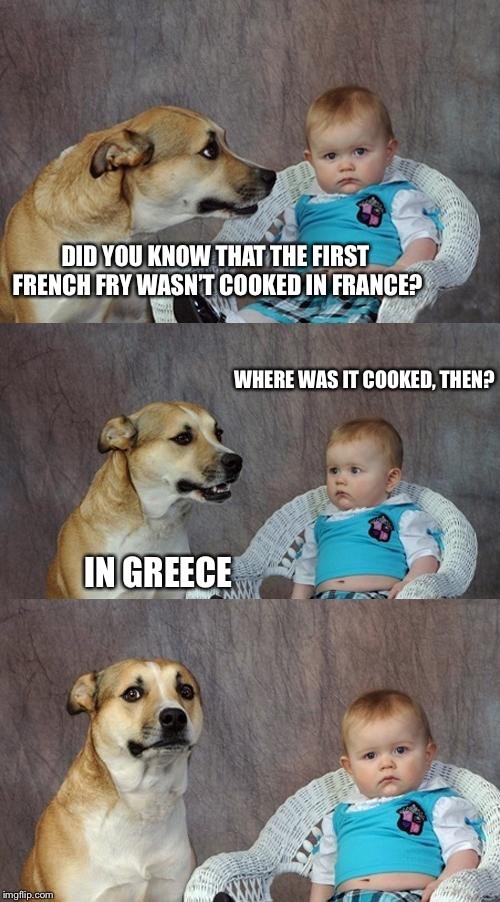 DID YOU KNOW THAT THE FIRST
FRENCH FRY WASN'T COOKED IN FRANCE?
WHERE WAS IT COOKED, THEN?
IN GREECE
imgflip.com